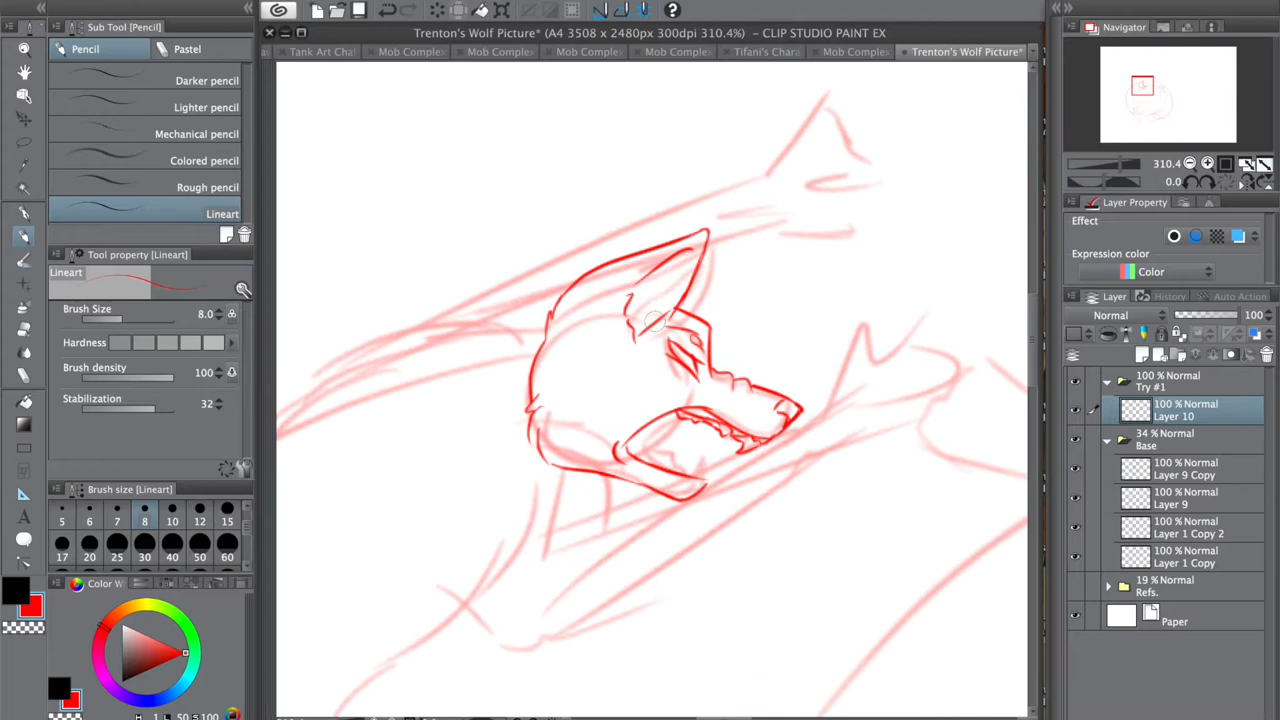 Trenton's Wolf Picture* (A4 3508 x 2480px 300dpi 310.4%) - CLIP STUDIO PAINT EX
Tank Art Cha
Mob Comple
Mob Comple
Mob Comple
Mob Comple
Tifani's Chara
Mob Comple
Trenton's Wolf Picture*
Sub Tool [Pencil]
Pencil
Pastel
Darker pencil
Lighter pencil
Mechanical pencil
Colored pencil
Rough pencil
Lineart
Tool property [Lineart]
Lineart
Brush Size 8.0
Hardness
Brush density 100
Stabilization 32
Brush size [Lineart]
5 6 7 8 10 12 15
17 20 25 30 40 50 60
Color W
H 1 L 50 S 100
Navigator
310.4
0.0
Layer Property
Effect
Expression color
Color
Layer
History
Auto Action
Normal 100
100 % Normal
Try #1
100 % Normal
Layer 10
34 % Normal
Base
100 % Normal
Layer 9 Copy
100 % Normal
Layer 9
100 % Normal
Layer 1 Copy 2
100 % Normal
Layer 1 Copy
19 % Normal
Refs.
Paper